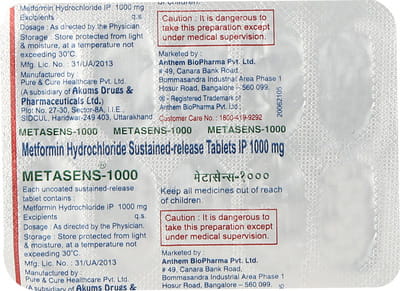 of children.
Metformin Hydrochloride IP 1000 mg
Excipients q.s.
Dosage : As directed by the Physician.
Storage : Store protected from light
& moisture, at a temperature not
exceeding 30°C.
Mfg. Lic. No. : 31/UA/2013
Manufactured by :
Pure & Cure Healthcare Pvt. Ltd.
(A subsidiary of Akums Drugs &
Pharmaceuticals Ltd.)
Plot No. 27-30, Sector-8A, I.I.E.,
SIDCUL, Haridwar-249 403, Uttarakhand
Caution : It is dangerous to
take this preparation except
under medical supervision.
Marketed by :
Anthem BioPharma Pvt. Ltd.
# 49, Canara Bank Road,
Bommasandra Industrial Area Phase 1
Hosur Road, Bangalore – 560 099.
® - Registered Trademark of
Anthem BioPharma Pvt. Ltd.
Customer Care No.: 1800-419-9292
20062105
METASENS-1000 METASENS-1000 METASENS-1000
Metformin Hydrochloride Sustained-release Tablets IP 1000 mg
METASENS-1000®
Each uncoated sustained-release
tablet contains :
Metformin Hydrochloride IP 1000 mg
Excipients q.s.
Dosage : As directed by the Physician.
Storage : Store protected from light
& moisture, at a temperature not
exceeding 30°C.
Mfg. Lic. No. : 31/UA/2013
Manufactured by :
Pure & Cure Healthcare Pvt. Ltd.
(A subsidiary of Akums Drugs &
मेटासेन्स-१०००
Keep all medicines out of reach
of children.
Caution : It is dangerous to
take this preparation except
under medical supervision.
Marketed by :
Anthem BioPharma Pvt. Ltd.
# 49, Canara Bank Road,
Bommasandra Industrial Area Phase 1
Hosur Road, Bangalore – 560 099.